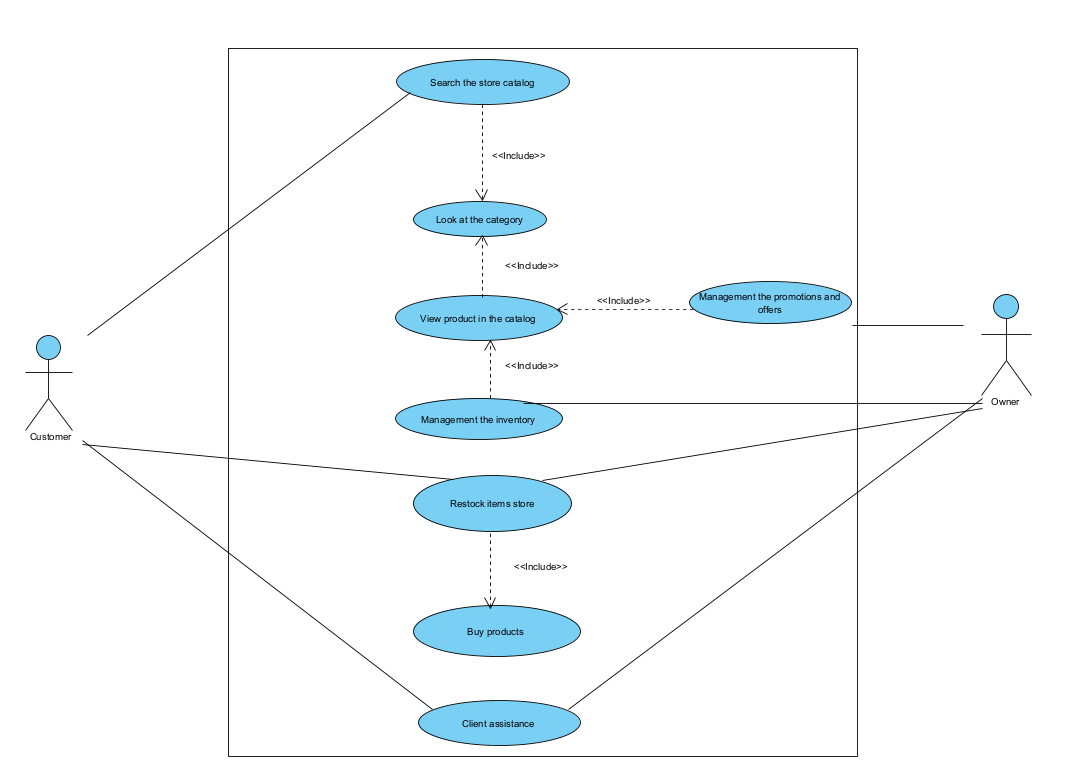 Search the store catalog
<<Include>>
Look at the category
<<Include>>
Management the promotions and
offers
<<Include>>
View product in the catalog
<<Include>>
Owner
Management the inventory
Customer
Restock items store
<<Include>>
Buy products
Client assistance